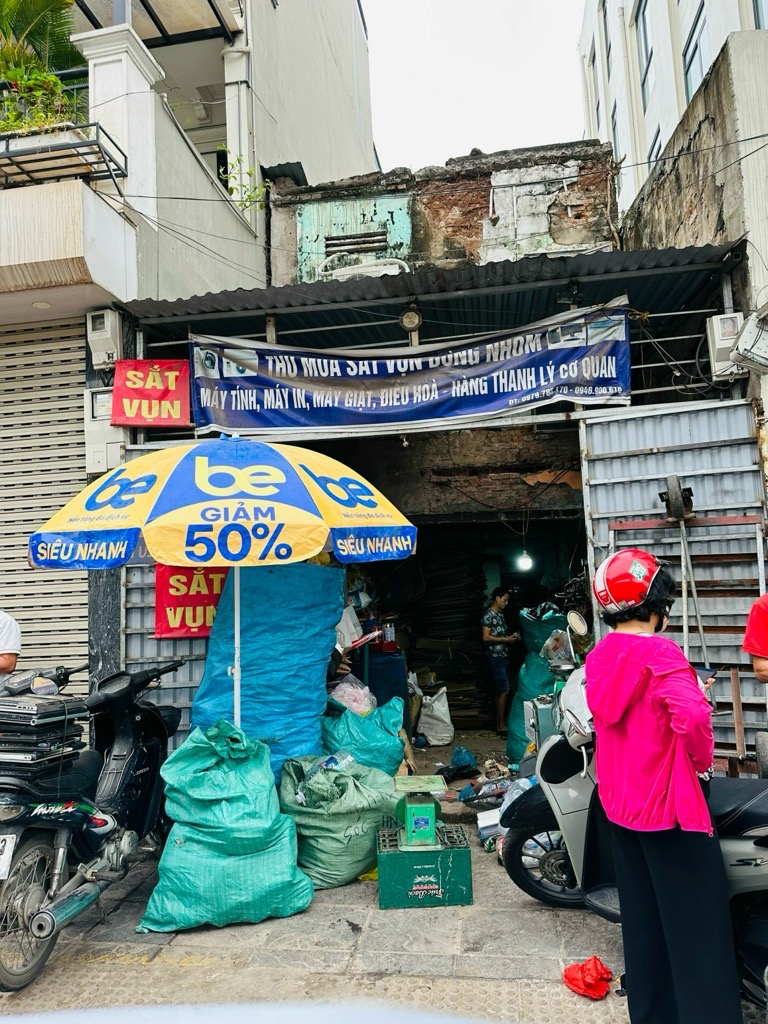 THU MUA SẮT VỤN ĐỒNG NHÔM
MÁY TÍNH, MÁY IN, MÁY GIẶT, ĐIỀU HOÀ - HÀNG THANH LÝ CƠ QUAN
SẮT
VỤN
be
be
be
GIẢM
50%
SIÊU NHANH
SIÊU NHANH
SẮT
VỤN